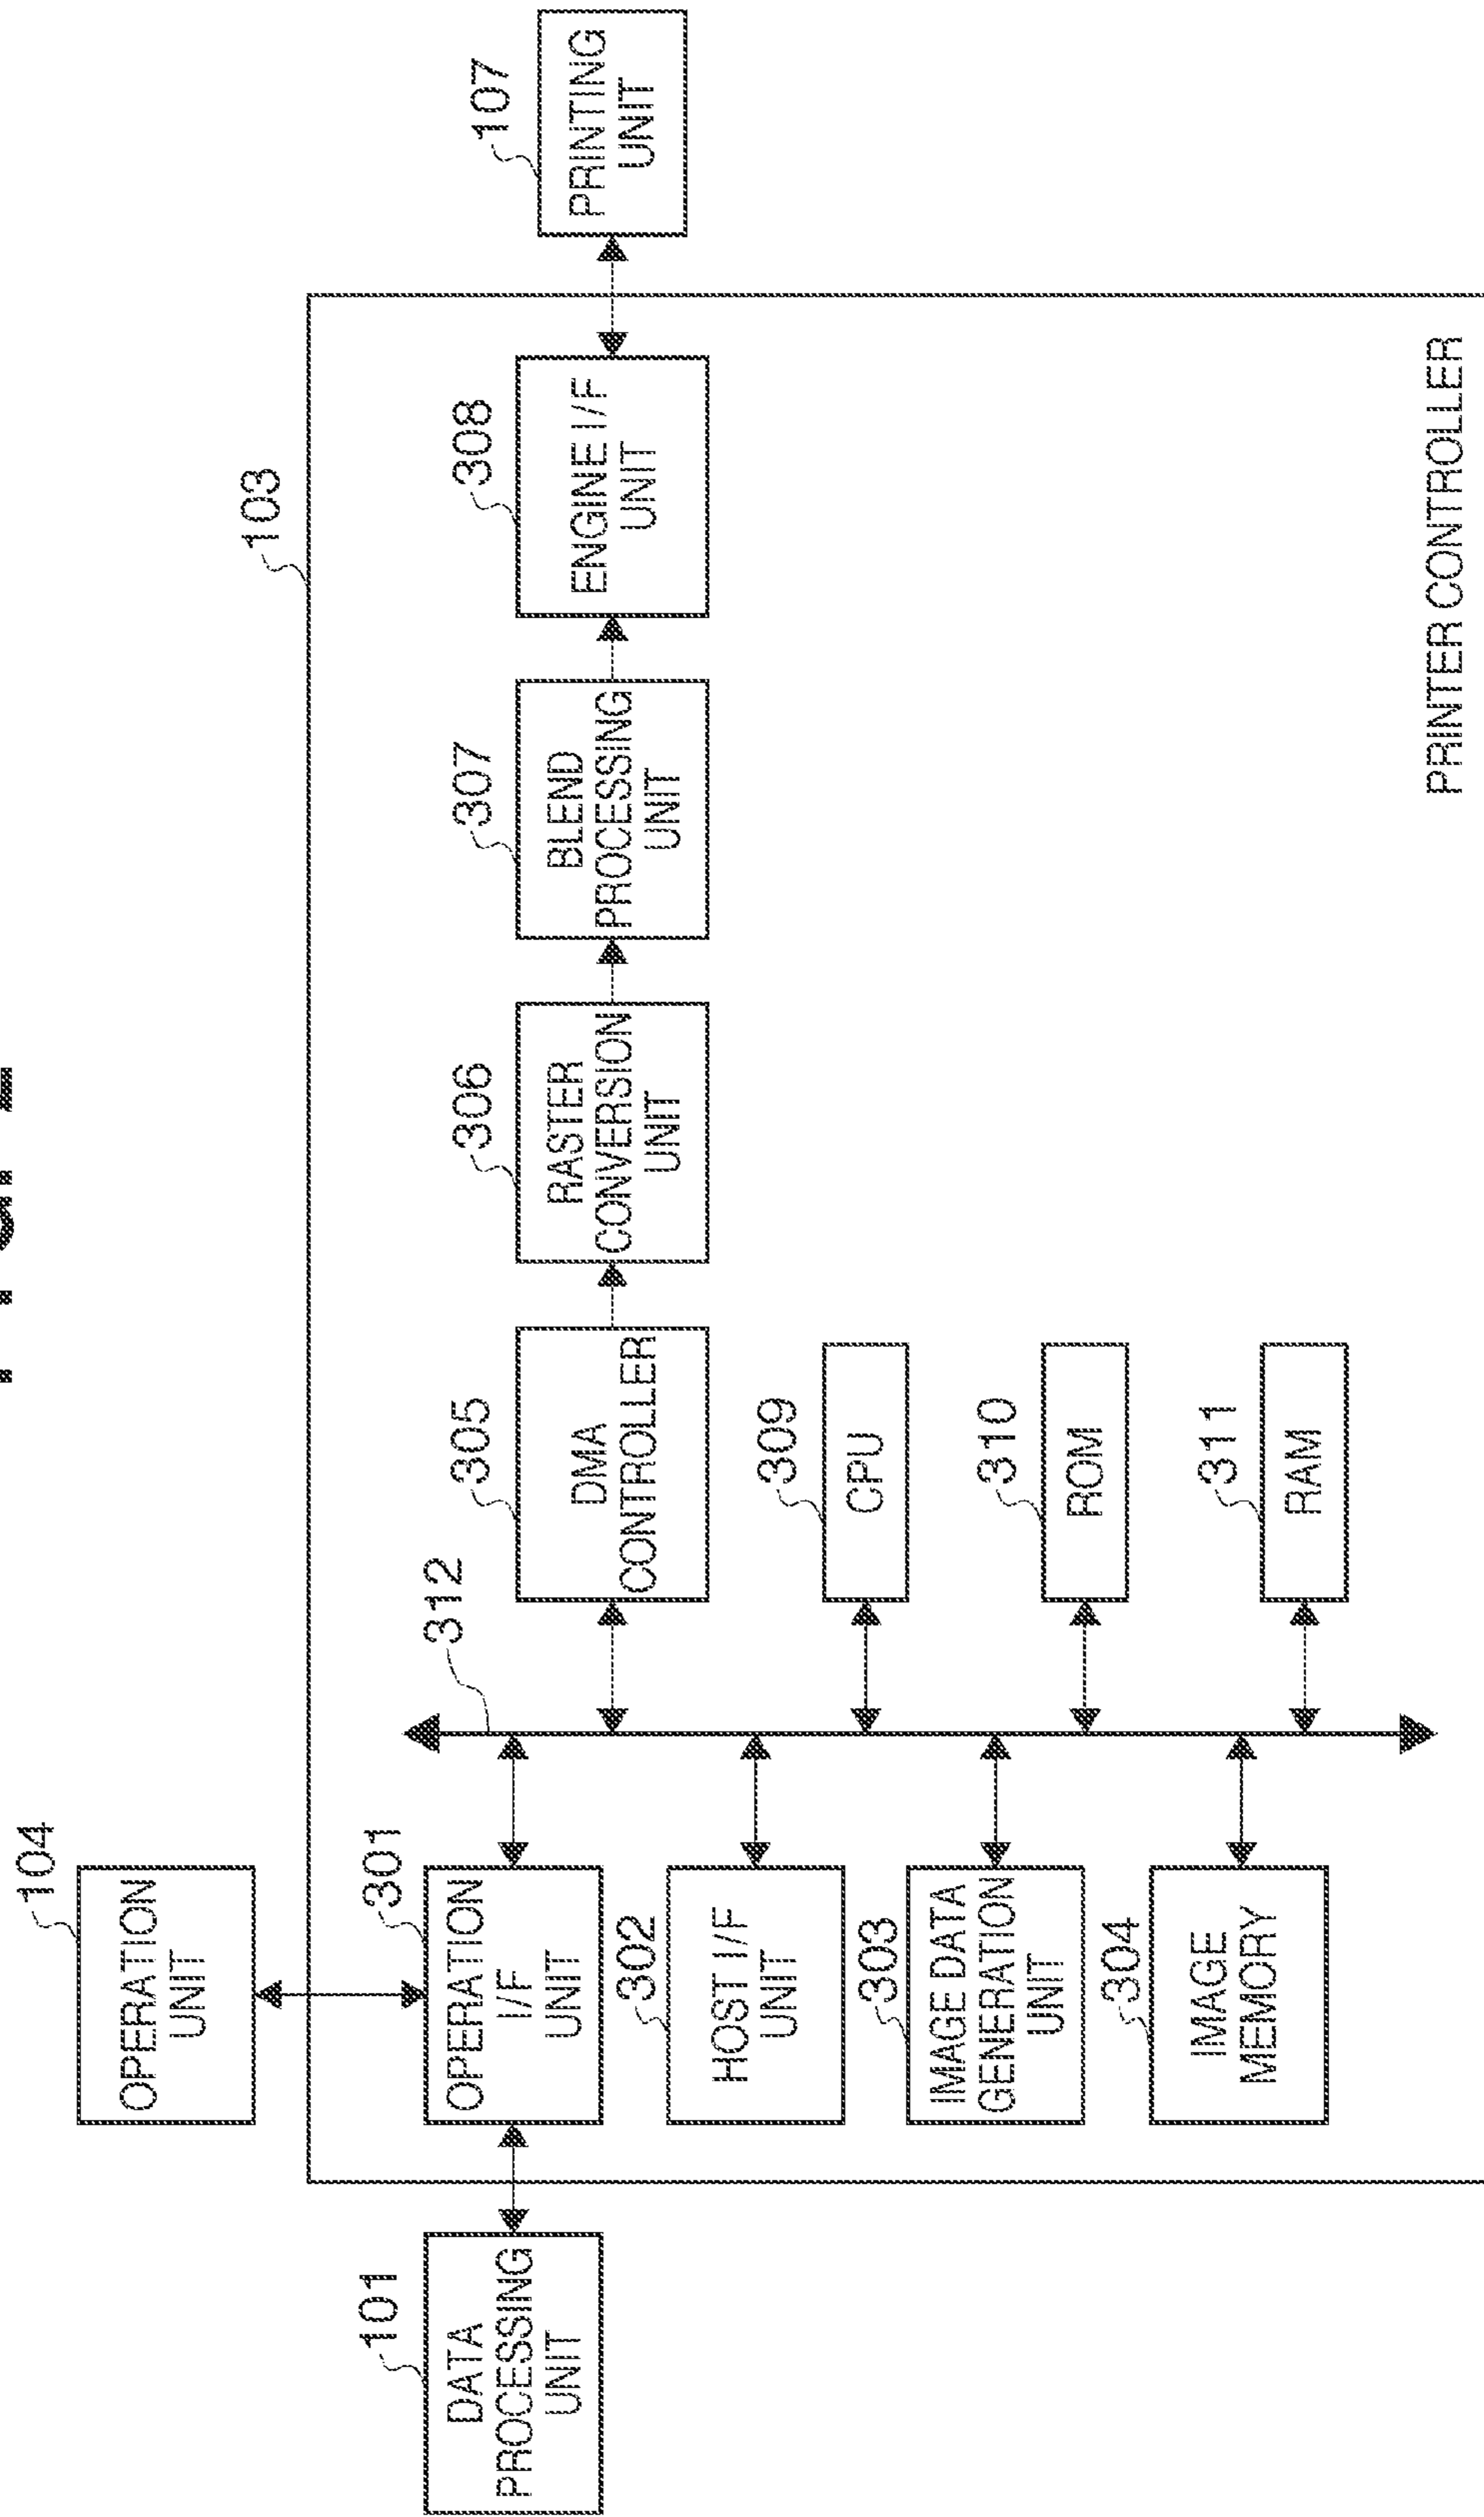 104
OPERATION
UNIT
103
101
DATA
PROCESSING
UNIT
301
OPERATION
I/F
UNIT
312
305
DMA
CONTROLLER
306
RASTER
CONVERSION
UNIT
307
BLEND
PROCESSING
UNIT
308
ENGINE I/F
UNIT
107
PRINTING
UNIT
302
HOST I/F
UNIT
309
CPU
303
IMAGE DATA
GENERATION
UNIT
310
ROM
304
IMAGE
MEMORY
311
RAM
PRINTER CONTROLLER